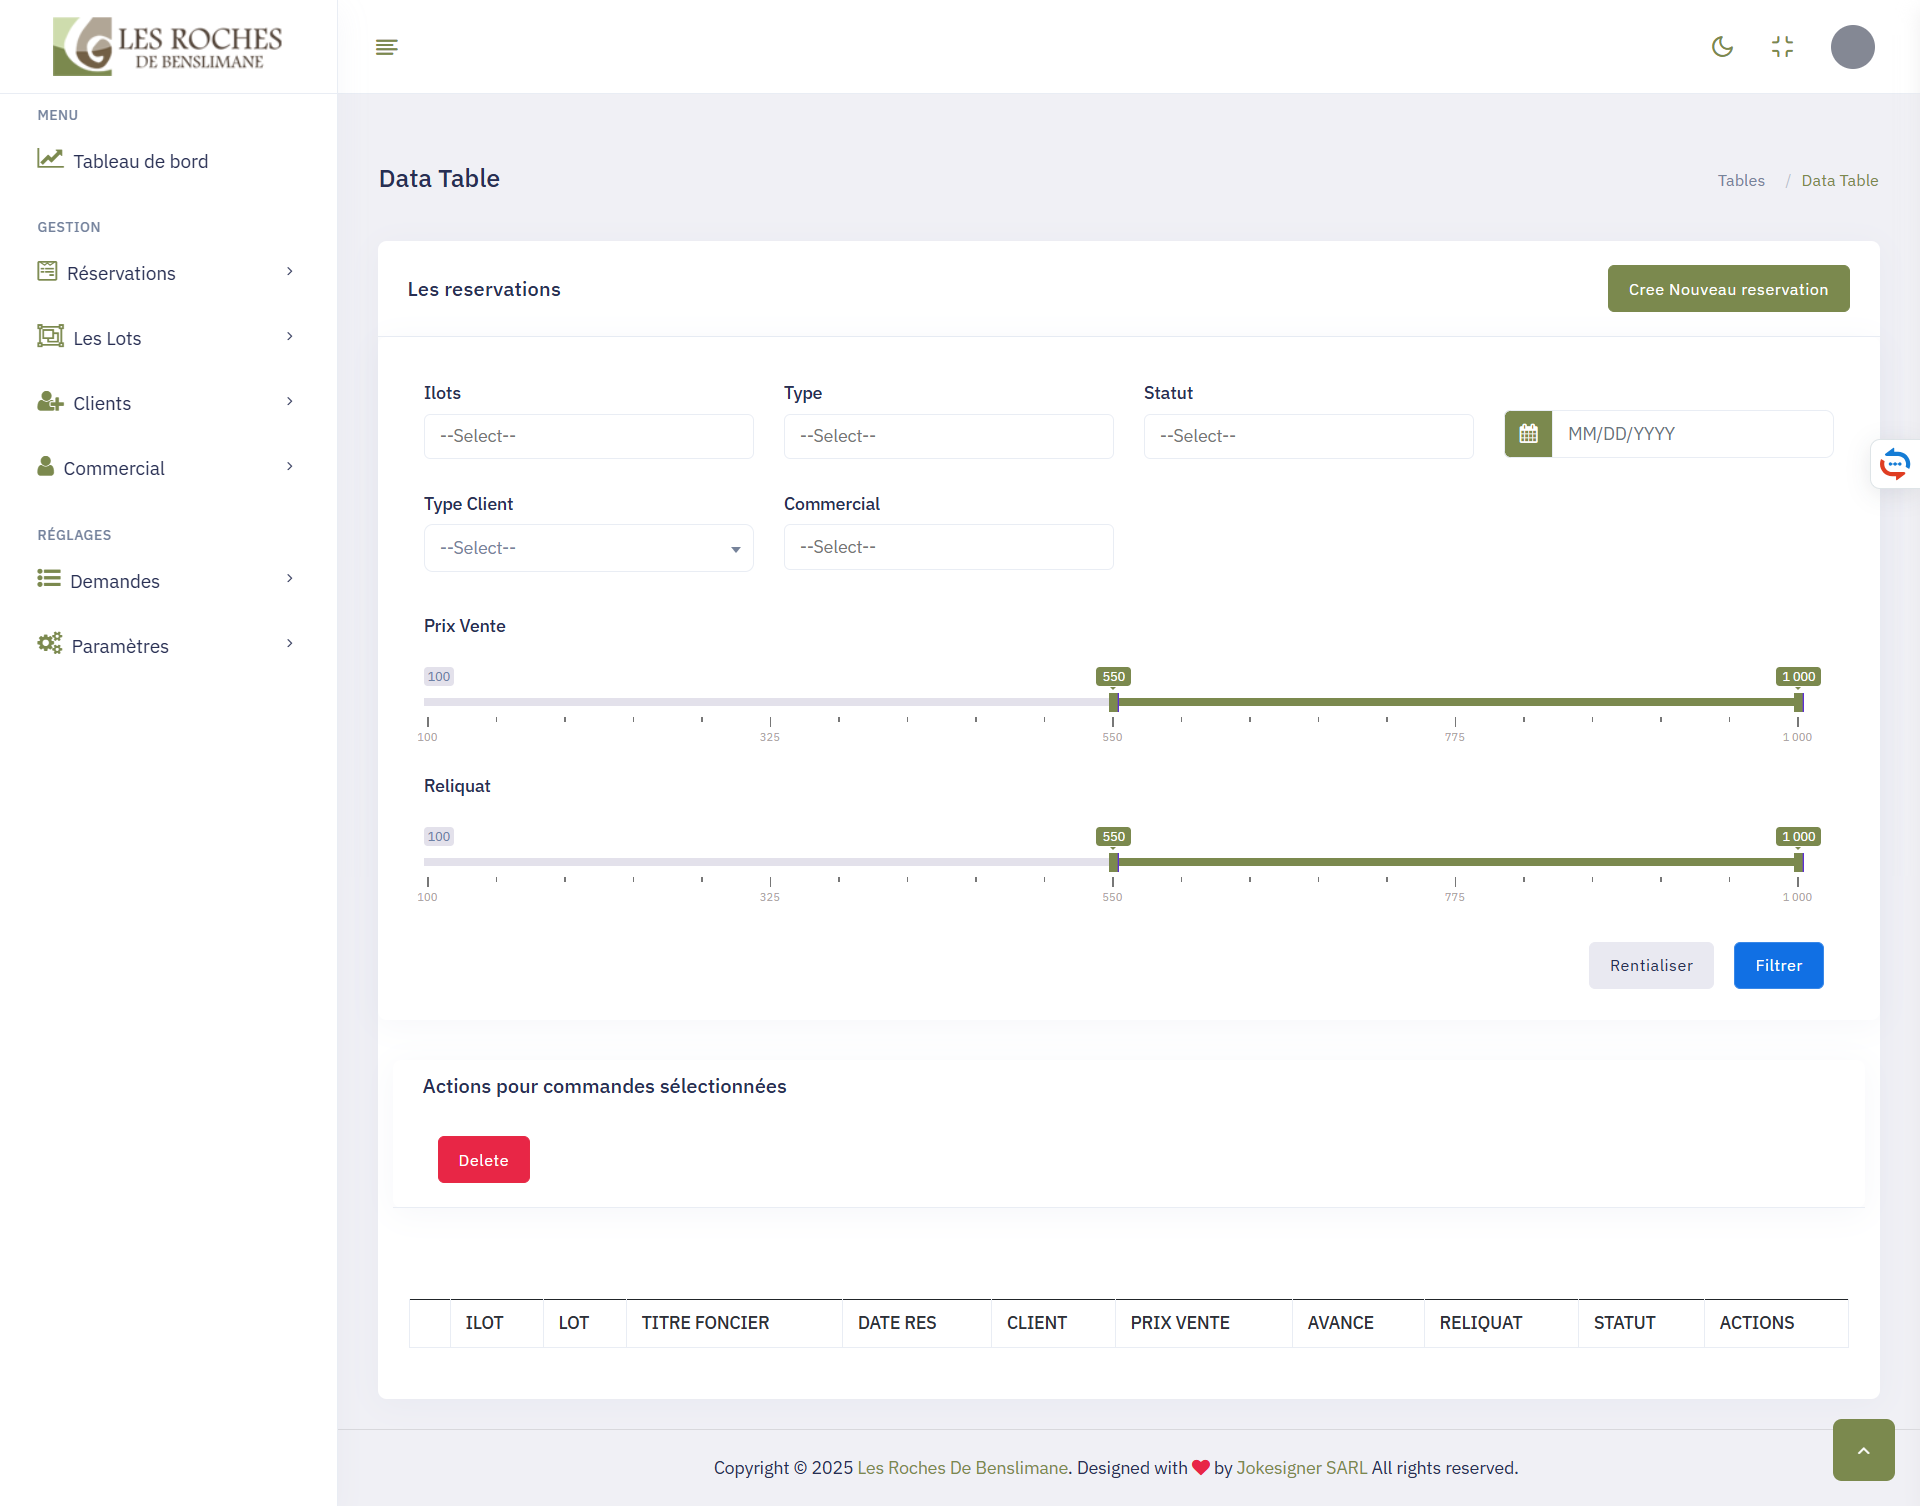 LES ROCHES
DE BENSLIMANE
MENU
Tableau de bord
GESTION
Réservations
Les Lots
Clients
Commercial
RÉGLAGES
Demandes
Paramètres
Data Table
Tables / Data Table
Les reservations
Cree Nouveau reservation
Ilots
Type
Statut
--Select--
--Select--
--Select--
MM/DD/YYYY
Type Client
Commercial
--Select--
--Select--
Prix Vente
100 550 1 000
100 325 550 775 1 000
Reliquat
100 550 1 000
100 325 550 775 1 000
Rentialiser
Filtrer
Actions pour commandes sélectionnées
Delete
ILOT LOT TITRE FONCIER DATE RES CLIENT PRIX VENTE AVANCE RELIQUAT STATUT ACTIONS
Copyright © 2025 Les Roches De Benslimane. Designed with ❤ by Jokesigner SARL All rights reserved.